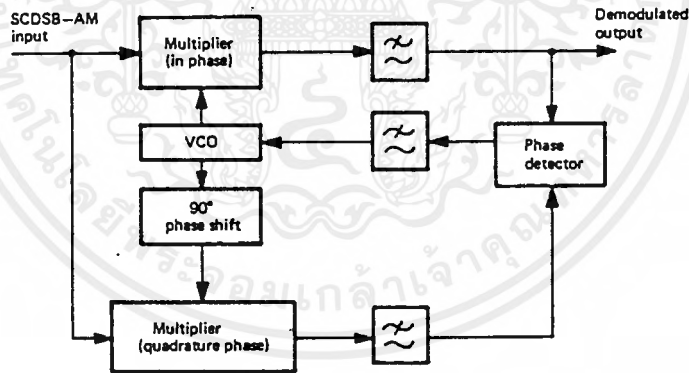 SCDSB-AM
input
Demodulated
output
Multiplier
(in phase)
VCO
Phase
detector
90°
phase shift
Multiplier
(quadrature phase)